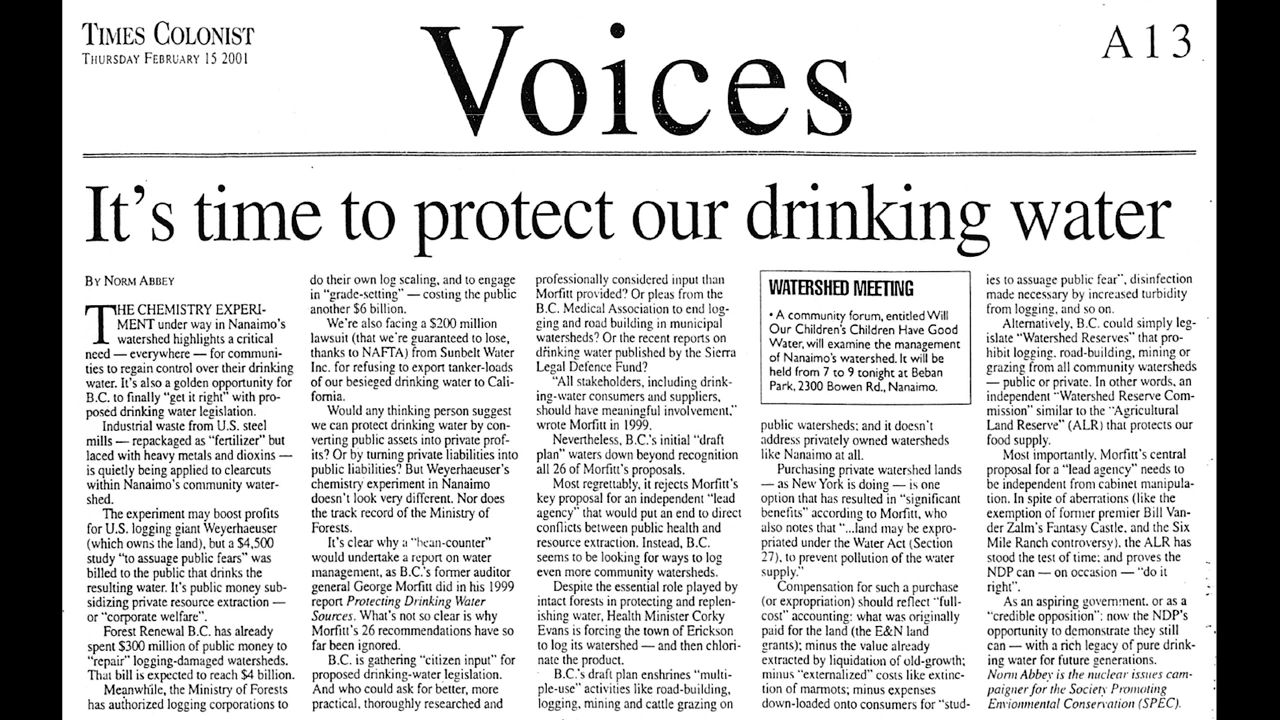 TIMES COLONIST
THURSDAY FEBRUARY 15 2001
Voices
A13
It's time to protect our drinking water
BY NORM ABBEY
THE CHEMISTRY EXPERI-
MENT under way in Nanaimo's
watershed highlights a critical
need — everywhere — for communi-
ties to regain control over their drinking
water. It's also a golden opportunity for
B.C. to finally "get it right" with pro-
posed drinking water legislation.
Industrial waste from U.S. steel
mills — repackaged as "fertilizer" but
laced with heavy metals and dioxins —
is quietly being applied to clearcuts
within Nanaimo's community water-
shed.
The experiment may boost profits
for U.S. logging giant Weyerhaeuser
(which owns the land), but a $4,500
study "to assuage public fears" was
billed to the public that drinks the
resulting water. It's public money sub-
sidizing private resource extraction —
or "corporate welfare".
Forest Renewal B.C. has already
spent $300 million of public money to
"repair" logging-damaged watersheds.
That bill is expected to reach $4 billion.
Meanwhile, the Ministry of Forests
has authorized logging corporations to
do their own log scaling, and to engage
in "grade-setting" — costing the public
another $6 billion.
We're also facing a $200 million
lawsuit (that we're guaranteed to lose,
thanks to NAFTA) from Sunbelt Water
Inc. for refusing to export tanker-loads
of our besieged drinking water to Cali-
fornia.
Would any thinking person suggest
we can protect drinking water by con-
verting public assets into private prof-
its? Or by turning private liabilities into
public liabilities? But Weyerhaeuser's
chemistry experiment in Nanaimo
doesn't look very different. Nor does
the track record of the Ministry of
Forests.
It's clear why a "bean-counter"
would undertake a report on water
management, as B.C.'s former auditor
general George Morfitt did in his 1999
report Protecting Drinking Water
Sources. What's not so clear is why
Morfitt's 26 recommendations have so
far been ignored.
B.C. is gathering "citizen input" for
proposed drinking-water legislation.
And who could ask for better, more
practical, thoroughly researched and
professionally considered input than
Morfitt provided? Or pleas from the
B.C. Medical Association to end log-
ging and road building in municipal
watersheds? Or the recent reports on
drinking water published by the Sierra
Legal Defence Fund?
"All stakeholders, including drink-
ing-water consumers and suppliers,
should have meaningful involvement,"
wrote Morfitt in 1999.
Nevertheless, B.C.'s initial "draft
plan" waters down beyond recognition
all 26 of Morfitt's proposals.
Most regrettably, it rejects Morfitt's
key proposal for an independent "lead
agency" that would put an end to direct
conflicts between public health and
resource extraction. Instead, B.C.
seems to be looking for ways to log
even more community watersheds.
Despite the essential role played by
intact forests in protecting and replen-
ishing water, Health Minister Corky
Evans is forcing the town of Erickson
to log its watershed — and then chlori-
nate the product.
B.C.'s draft plan enshrines "multi-
ple-use" activities like road-building,
logging, mining and cattle grazing on
WATERSHED MEETING
• A community forum, entitled Will
Our Children's Children Have Good
Water, will examine the management
of Nanaimo's watershed. It will be
held from 7 to 9 tonight at Beban
Park, 2300 Bowen Rd., Nanaimo.
public watersheds; and it doesn't
address privately owned watersheds
like Nanaimo at all.
Purchasing private watershed lands
— as New York is doing — is one
option that has resulted in "significant
benefits" according to Morfitt, who
also notes that "...land may be expro-
priated under the Water Act (Section
27), to prevent pollution of the water
supply."
Compensation for such a purchase
(or expropriation) should reflect "full-
cost" accounting: what was originally
paid for the land (the E&N land
grants); minus the value already
extracted by liquidation of old-growth;
minus "externalized" costs like extinc-
tion of marmots; minus expenses
down-loaded onto consumers for "stud-
ies to assuage public fear", disinfection
made necessary by increased turbidity
from logging, and so on.
Alternatively, B.C. could simply leg-
islate "Watershed Reserves" that pro-
hibit logging, road-building, mining or
grazing from all community watersheds
— public or private. In other words, an
independent "Watershed Reserve Com-
mission" similar to the "Agricultural
Land Reserve" (ALR) that protects our
food supply.
Most importantly, Morfitt's central
proposal for a "lead agency" needs to
be independent from cabinet manipula-
tion. In spite of aberrations (like the
exemption of former premier Bill Van-
der Zalm's Fantasy Castle, and the Six
Mile Ranch controversy), the ALR has
stood the test of time; and proves the
NDP can — on occasion — "do it
right".
As an aspiring government, or as a
"credible opposition": now the NDP's
opportunity to demonstrate they still
can — with a rich legacy of pure drink-
ing water for future generations.
Norm Abbey is the nuclear issues cam-
paigner for the Society Promoting
Envionmental Conservation (SPEC).